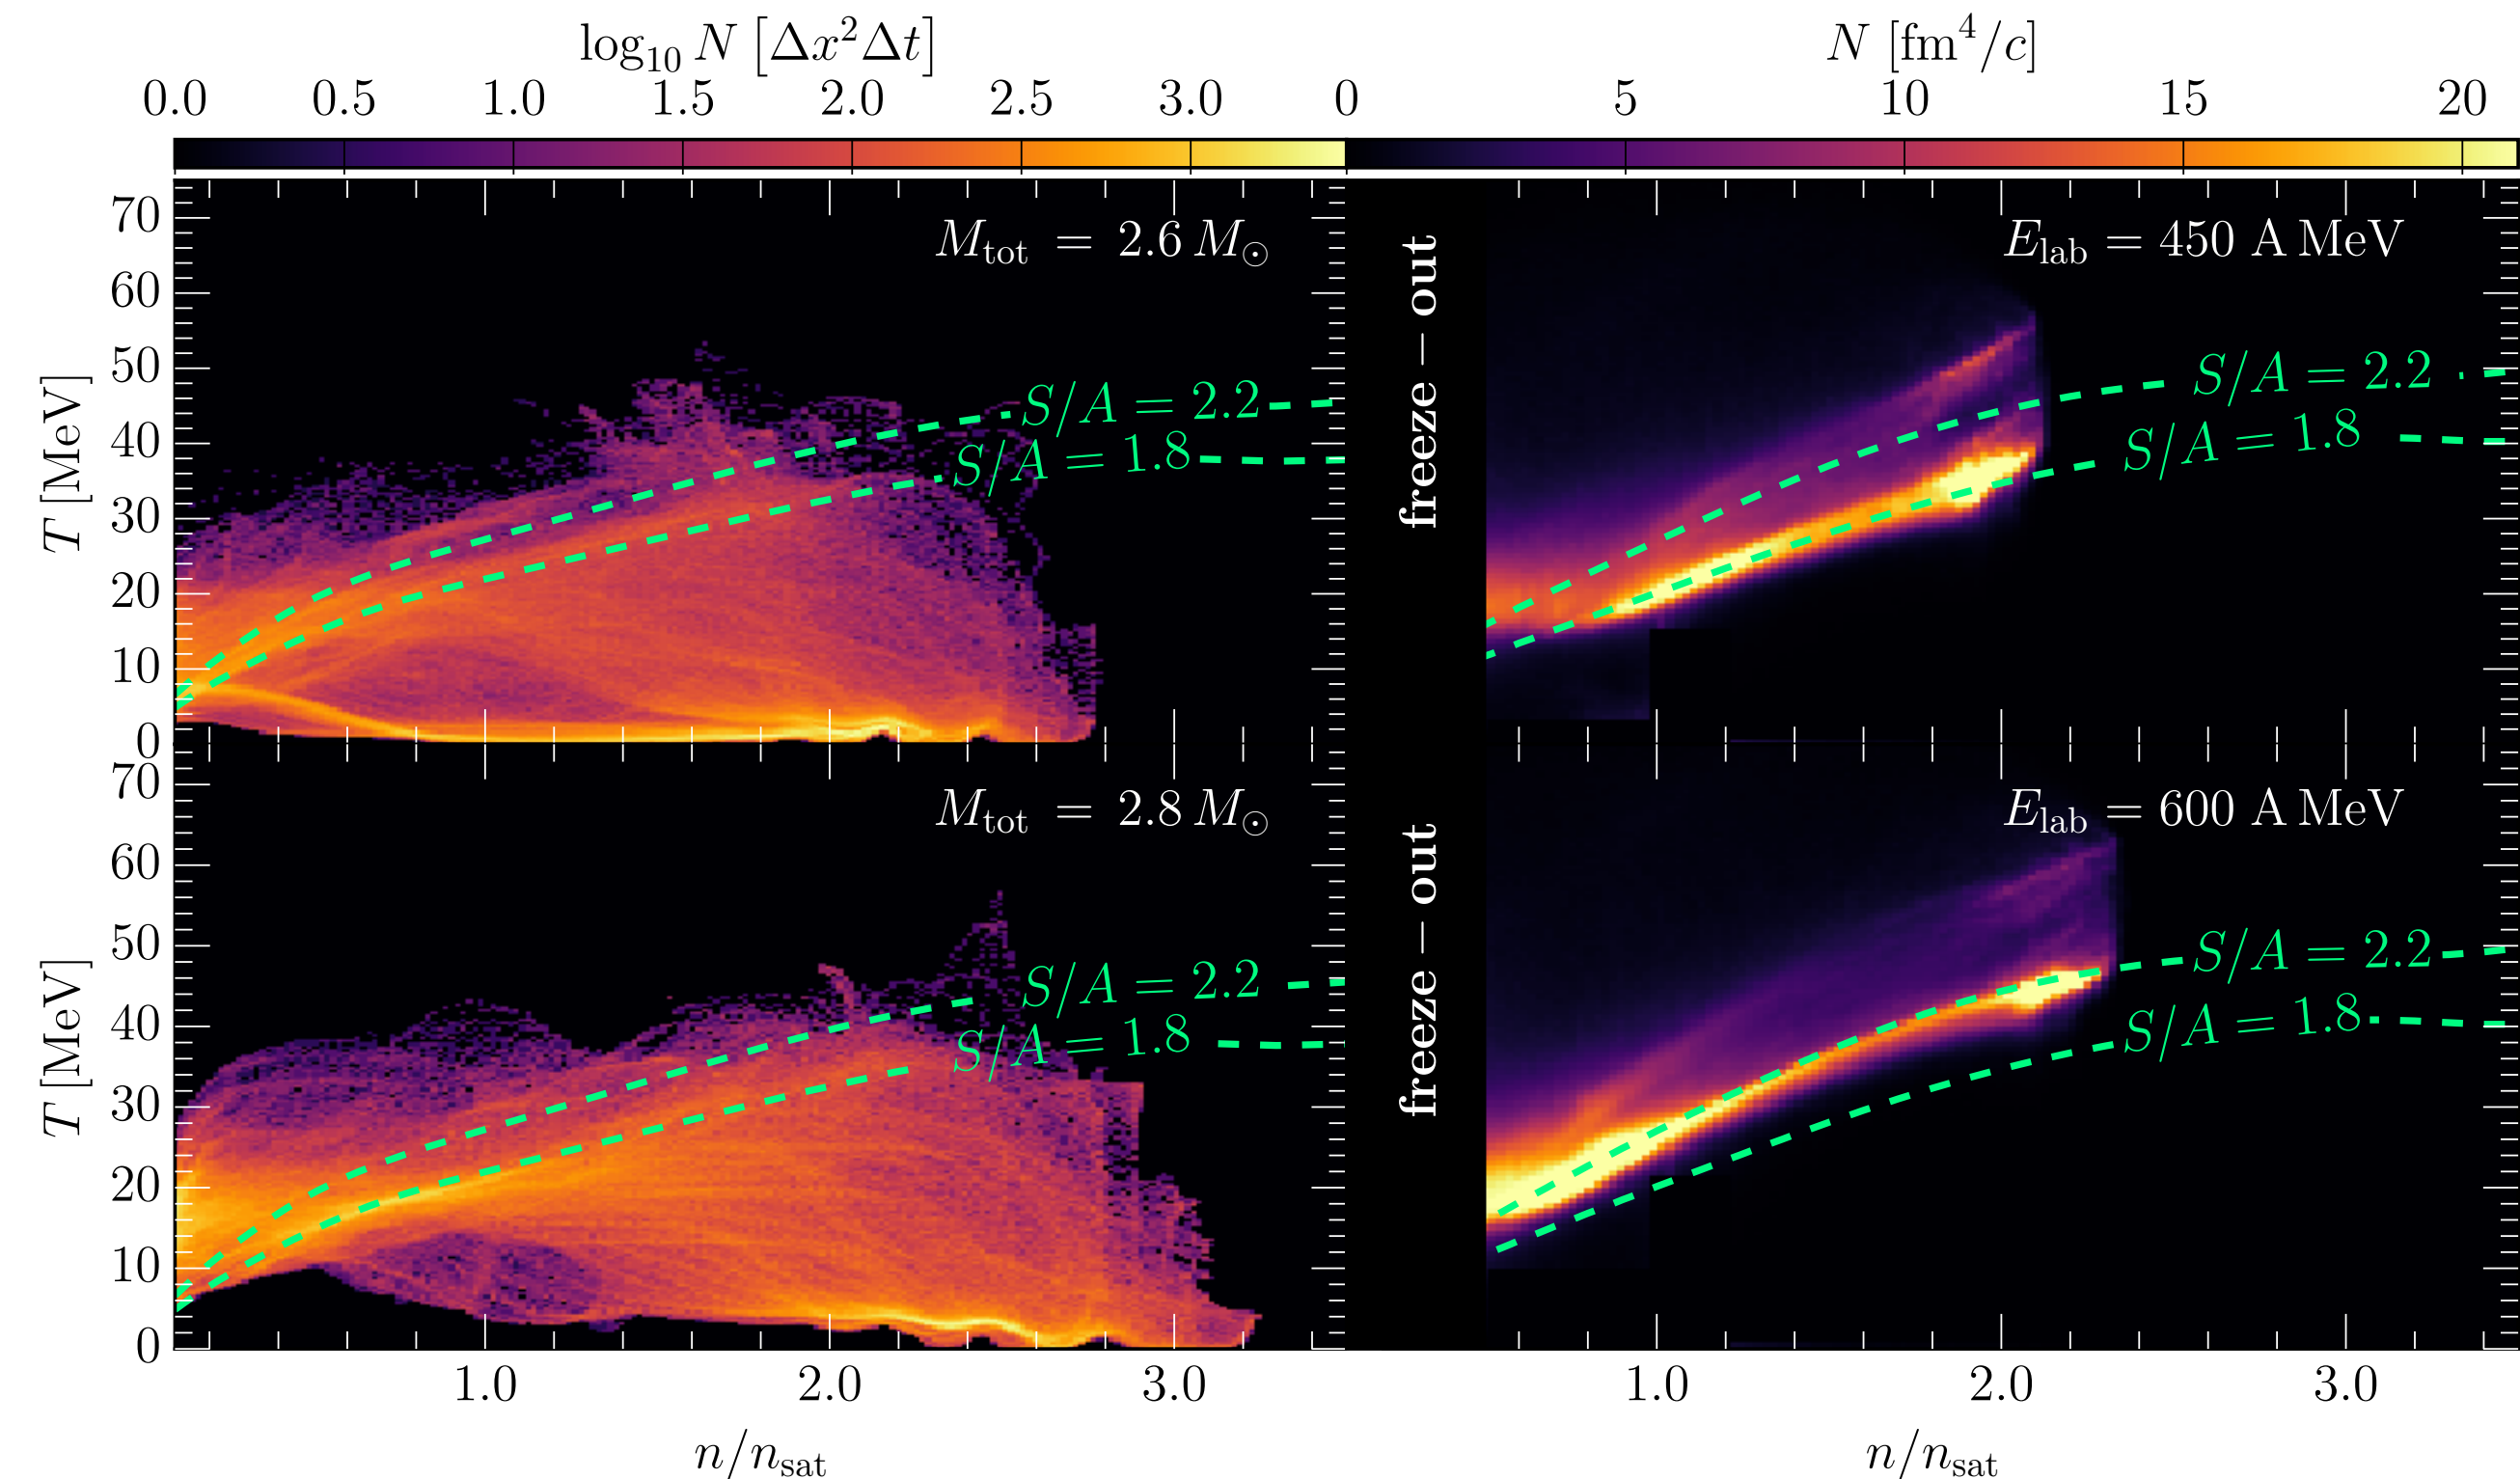 log₁₀ N [Δx²Δt]
N [fm⁴/c]
0.0 0.5 1.0 1.5 2.0 2.5 3.0 0 5 10 15 20
T [MeV]
70
60
50
40
30
20
10
0
M_tot = 2.6 M_⊙
S/A = 2.2
S/A = 1.8
freeze − out
E_lab = 450 A MeV
S/A = 2.2
S/A = 1.8
T [MeV]
70
60
50
40
30
20
10
0
M_tot = 2.8 M_⊙
S/A = 2.2
S/A = 1.8
freeze − out
E_lab = 600 A MeV
S/A = 2.2
S/A = 1.8
1.0 2.0 3.0 1.0 2.0 3.0
n/n_sat
n/n_sat